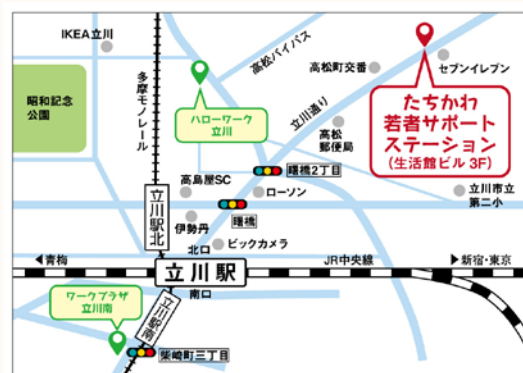 IKEA立川
昭和記念
公園
多摩モノレール
ハローワーク
立川
高松バイパス
高松町交番
セブンイレブン
立川通り
高松
郵便局
たちかわ
若者サポート
ステーション
(生活館ビル 3F)
曙橋2丁目
高島屋SC
ローソン
立川市立
第二小
立川駅北
伊勢丹
曙橋
北口
ビックカメラ
◀青梅
立川駅
JR中央線
▶新宿・東京
南口
ワークプラザ
立川南
立川駅南
柴崎町三丁目